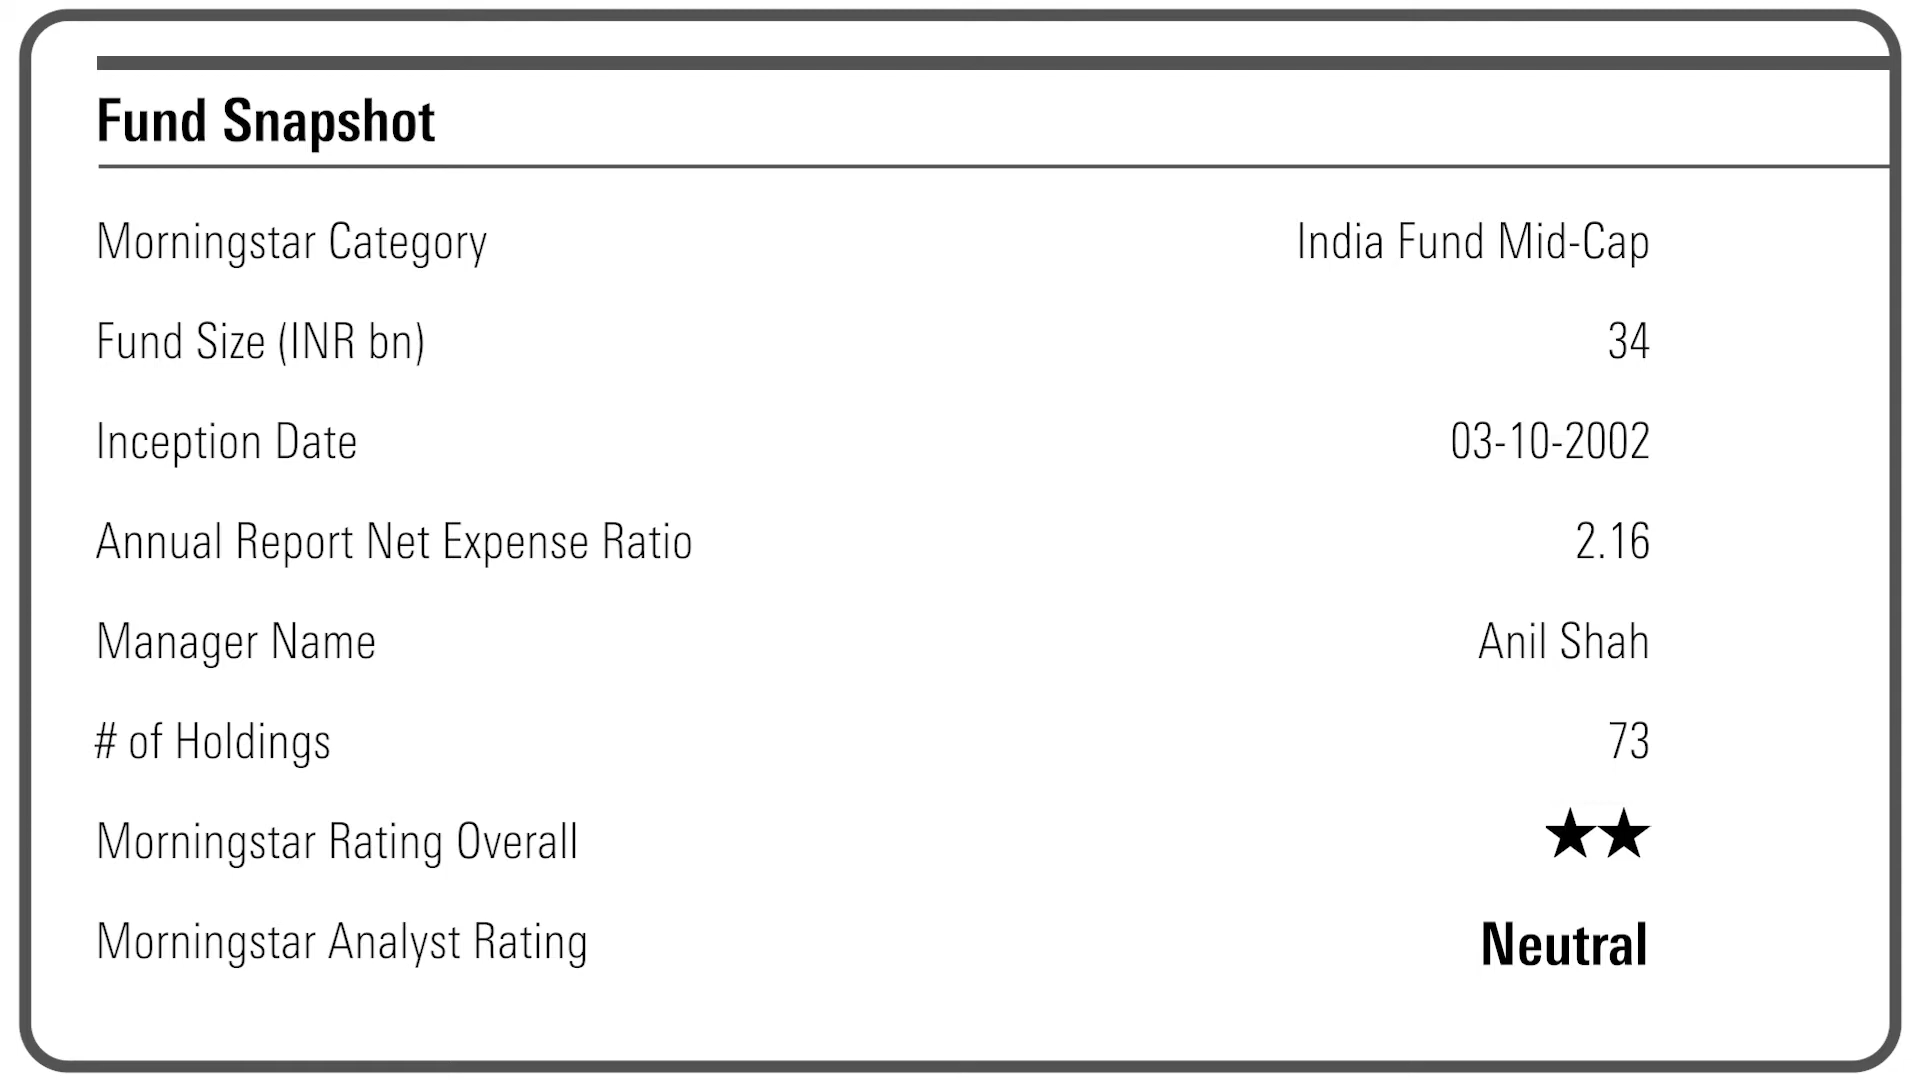 Fund Snapshot
Morningstar Category India Fund Mid-Cap
Fund Size (INR bn) 34
Inception Date 03-10-2002
Annual Report Net Expense Ratio 2.16
Manager Name Anil Shah
# of Holdings 73
Morningstar Rating Overall ★★
Morningstar Analyst Rating Neutral